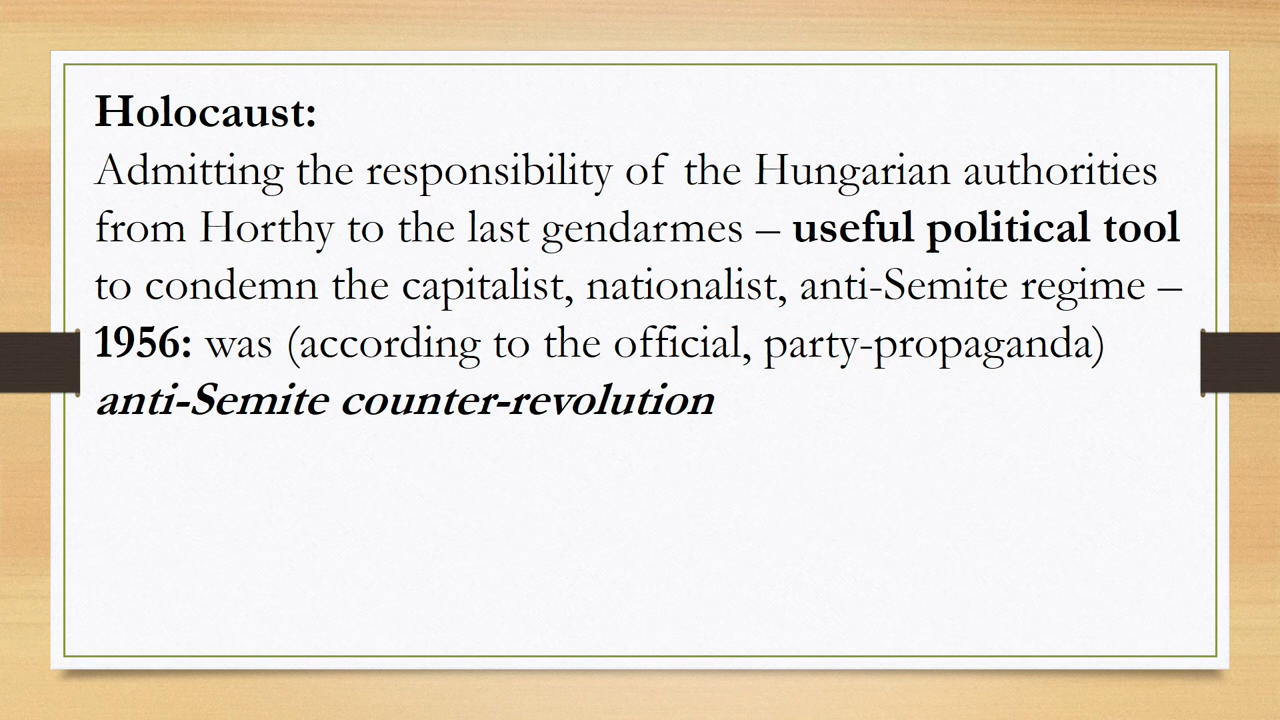 Holocaust:
Admitting the responsibility of the Hungarian authorities
from Horthy to the last gendarmes – useful political tool
to condemn the capitalist, nationalist, anti-Semite regime –
1956: was (according to the official, party-propaganda)
anti-Semite counter-revolution